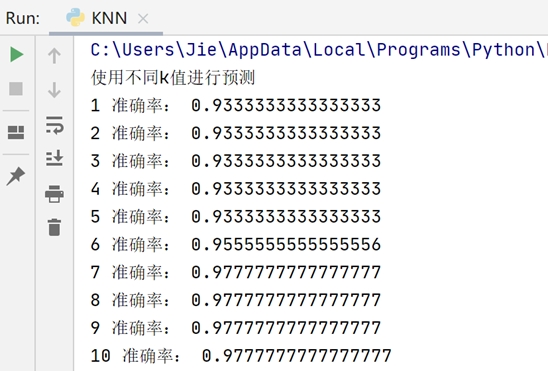 Run: KNN
C:\Users\Jie\AppData\Local\Programs\Python\
使用不同k值进行预测
1 准确率： 0.9333333333333333
2 准确率： 0.9333333333333333
3 准确率： 0.9333333333333333
4 准确率： 0.9333333333333333
5 准确率： 0.9333333333333333
6 准确率： 0.9555555555555556
7 准确率： 0.9777777777777777
8 准确率： 0.9777777777777777
9 准确率： 0.9777777777777777
10 准确率： 0.9777777777777777